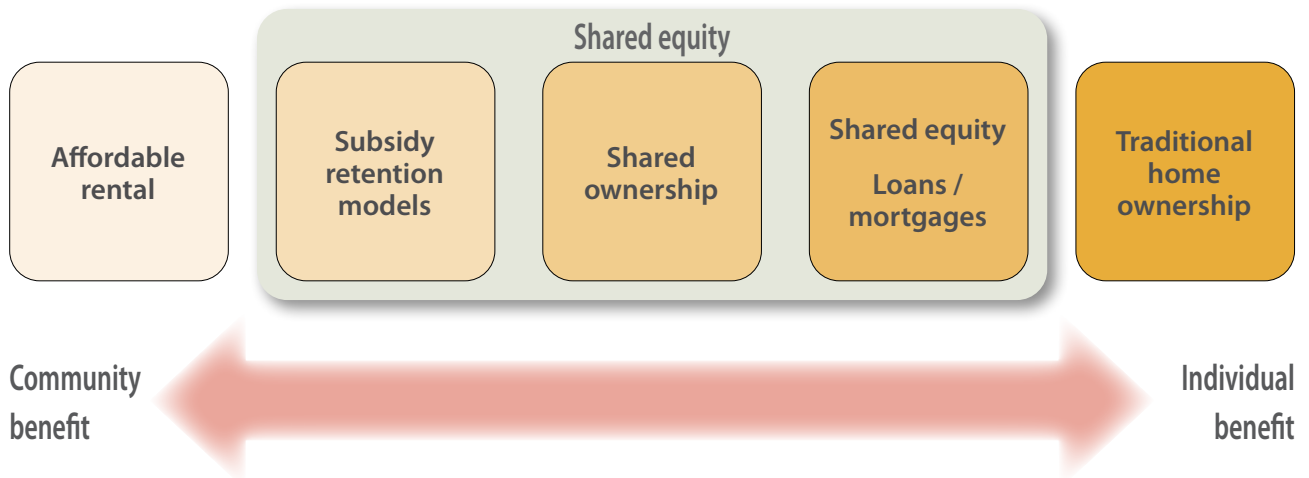 Shared equity
Affordable
rental
Subsidy
retention
models
Shared
ownership
Shared equity
Loans /
mortgages
Traditional
home
ownership
Community
benefit
Individual
benefit